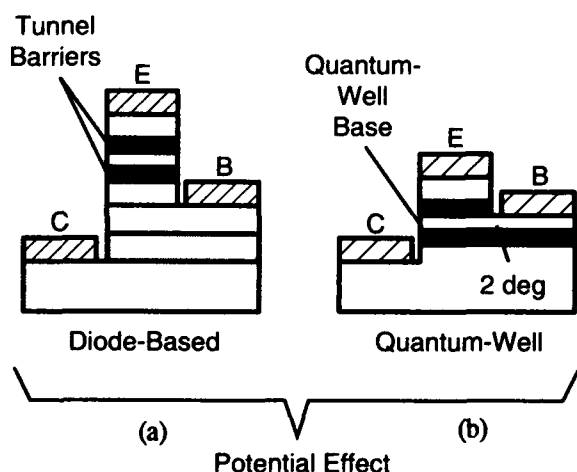 Tunnel
Barriers
E
B
C
Diode-Based
(a)
Quantum-
Well
Base
E
B
C
2 deg
Quantum-Well
(b)
Potential Effect